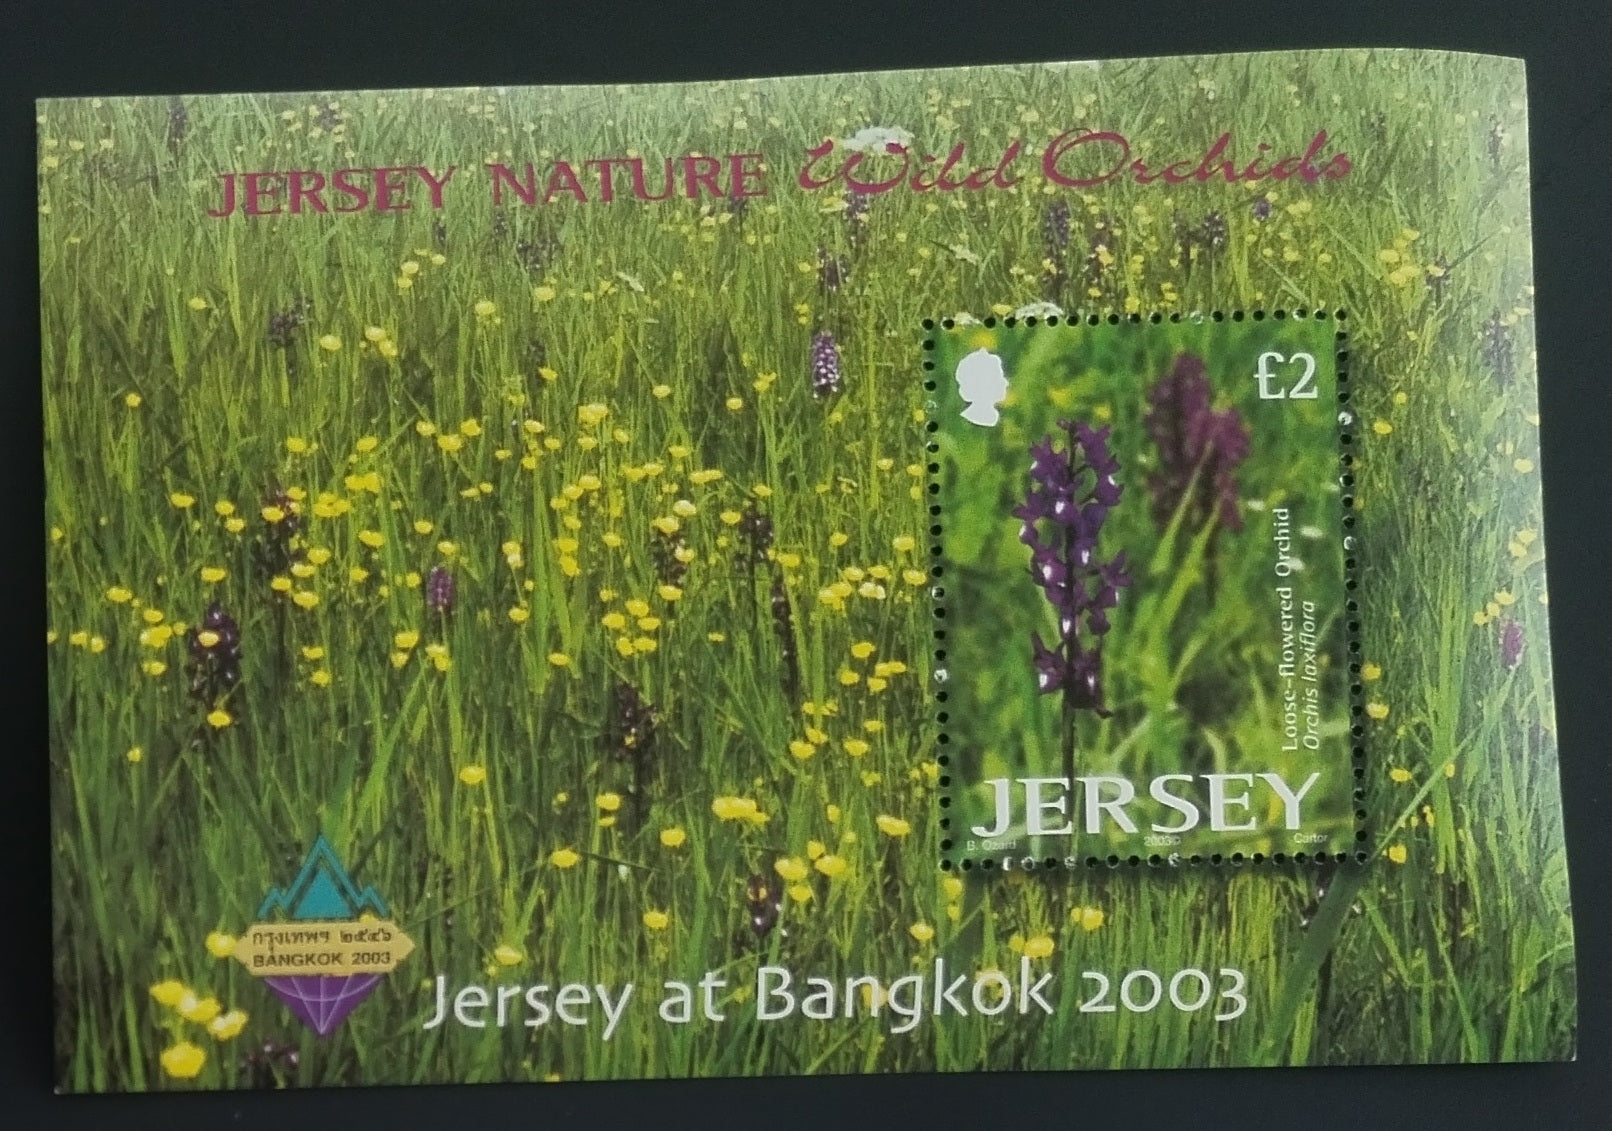 JERSEY NATURE Wild Orchids
£2
Loose-flowered Orchid
Orchis laxiflora
JERSEY
B. Ozard 2003© Cartor
กรุงเทพฯ ๒๕๔๖
BANGKOK 2003
Jersey at Bangkok 2003